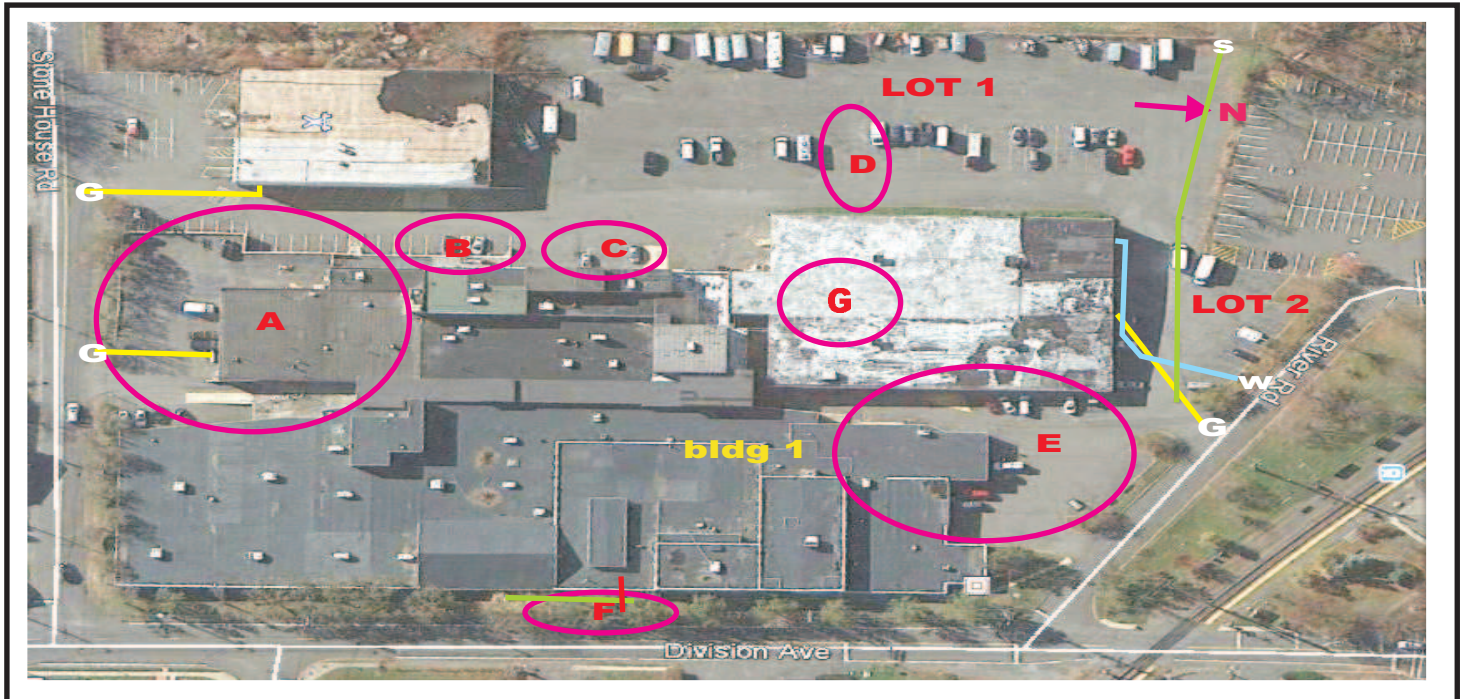 S
LOT 1
N
Stone House Rd
D
G
B
C
G
LOT 2
A
River Rd
G
W
G
E
bldg 1
F
Division Ave